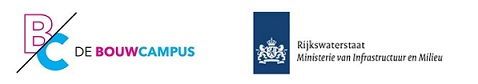 B/C DE BOUWCAMPUS
Rijkswaterstaat
Ministerie van Infrastructuur en Milieu